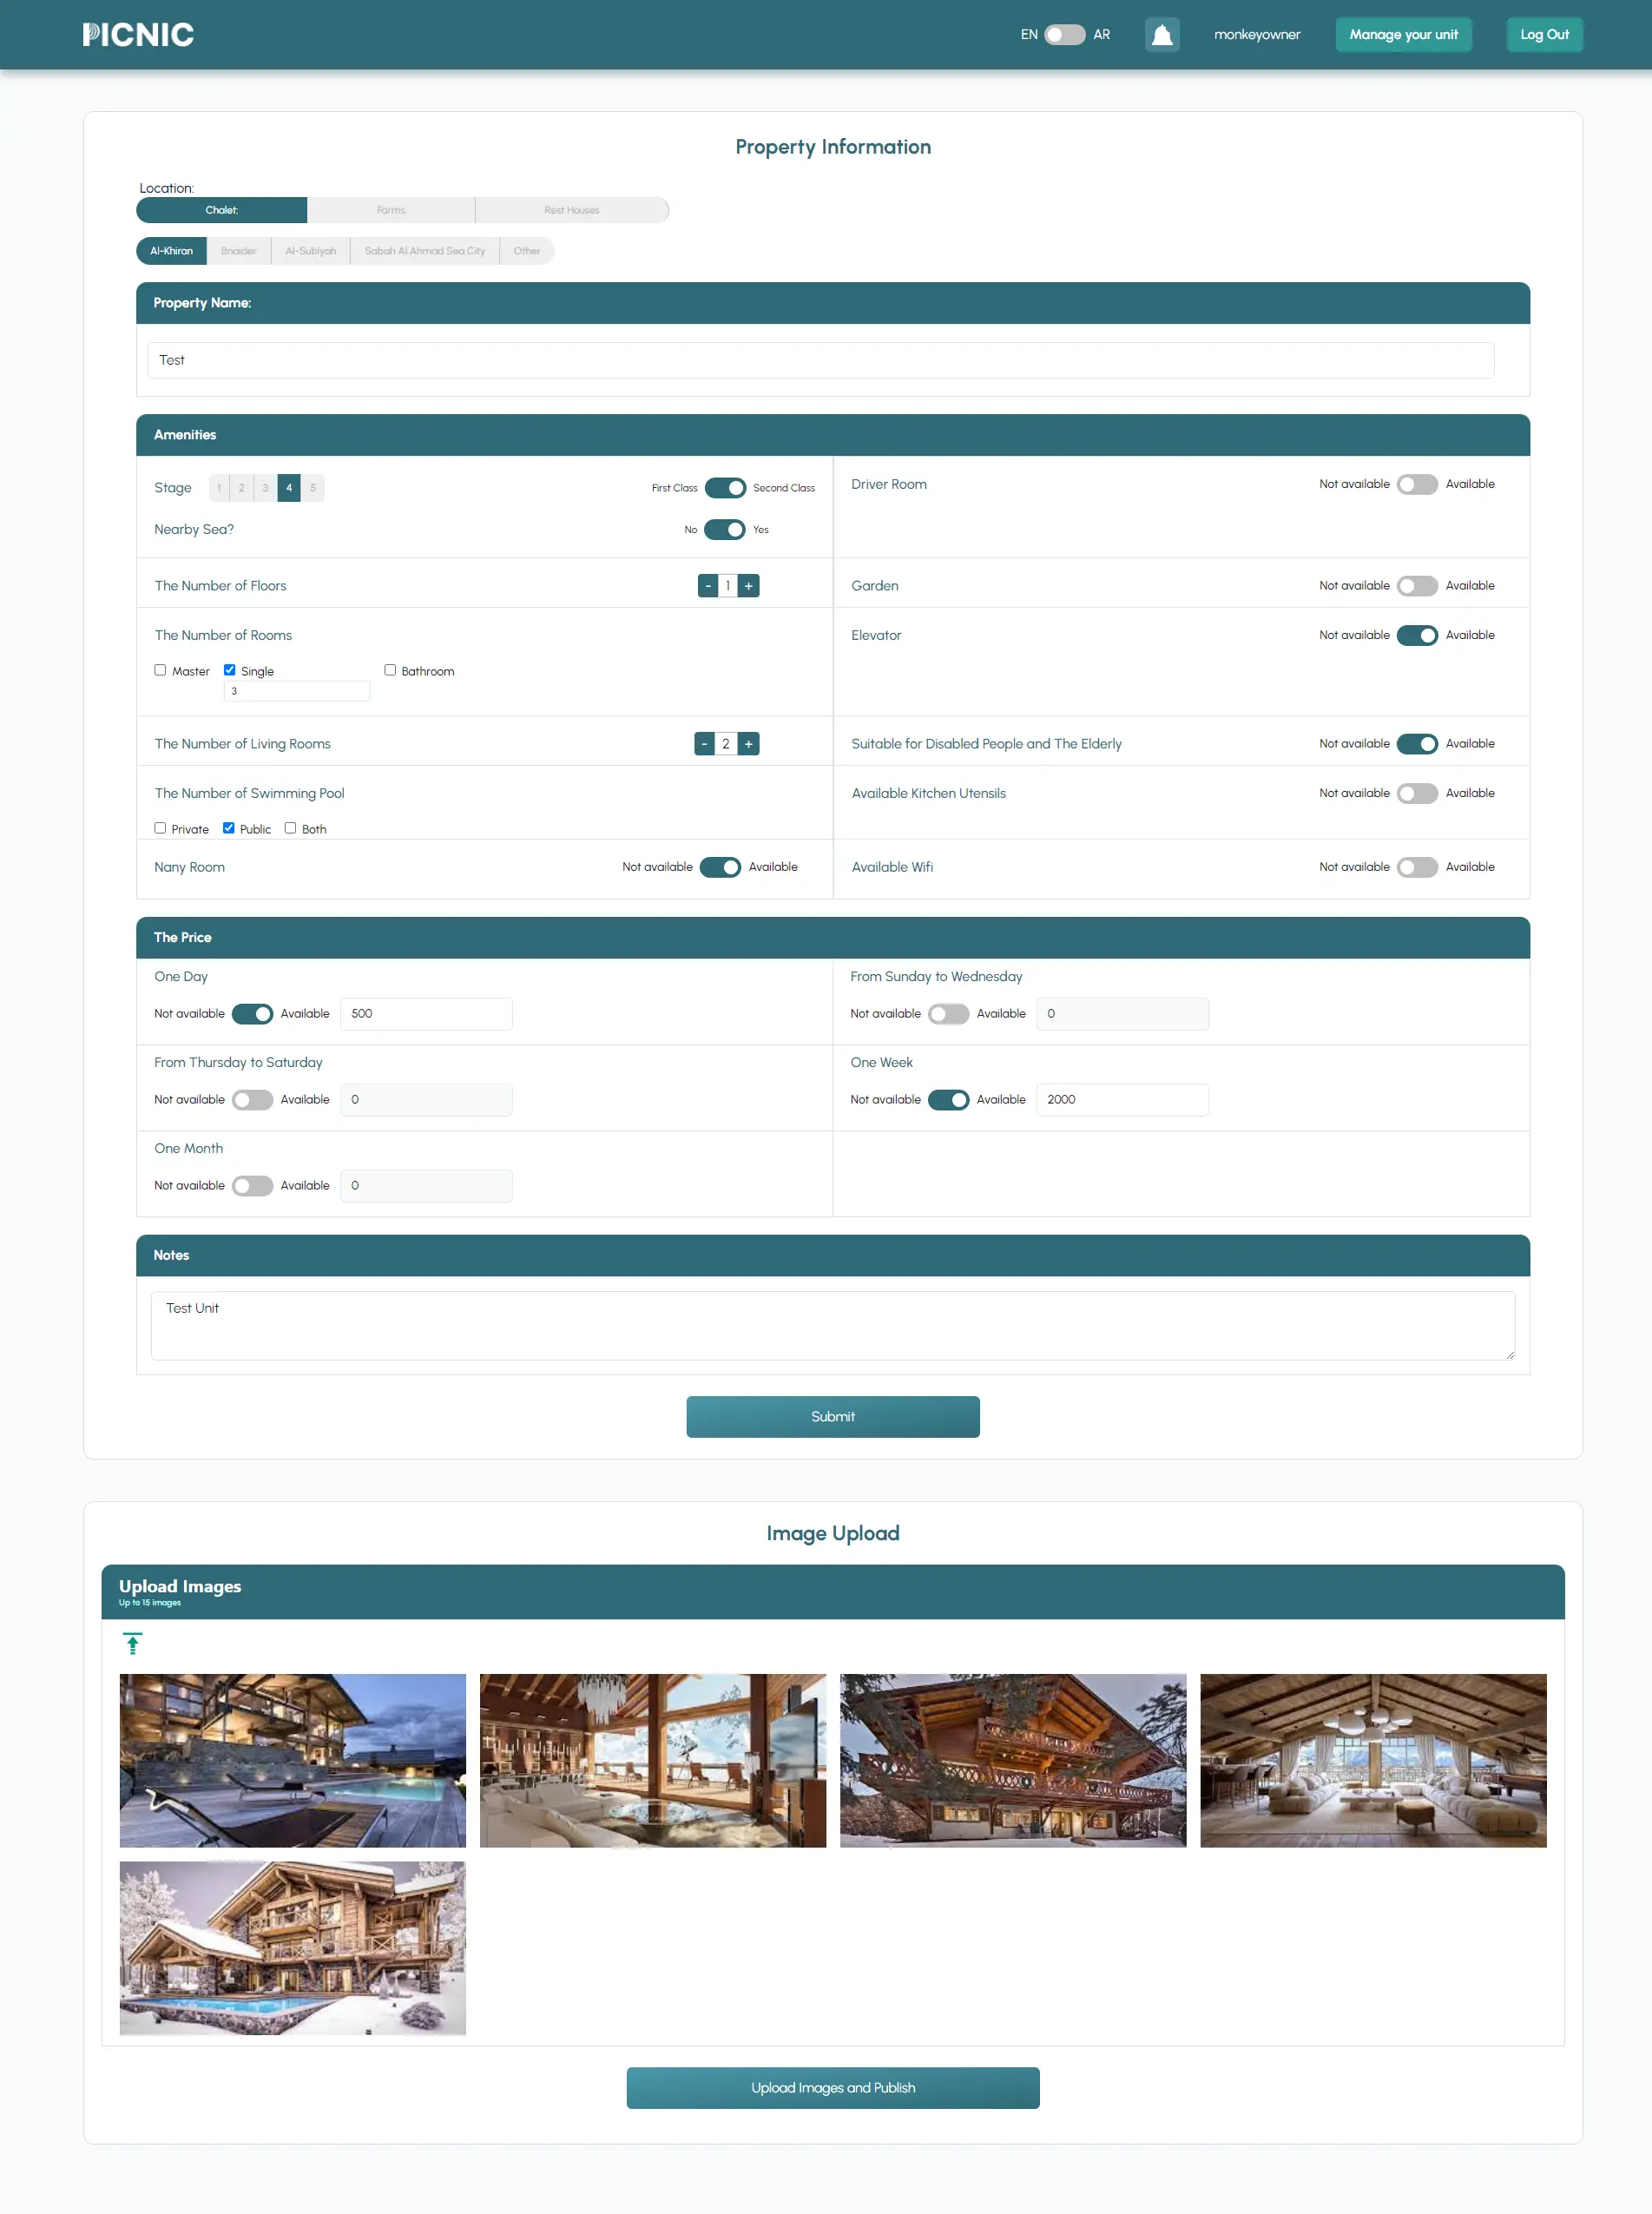 PICNIC
EN AR monkeyowner Manage your unit Log Out
Property Information
Location:
Chalet: Farms Rest Houses
Al-Khiran Bnaider Al-Subiyah Sabah Al Ahmad Sea City Other
Property Name:
Test
Amenities
Stage 1 2 3 4 5 First Class Second Class
Driver Room Not available Available
Nearby Sea? No Yes
The Number of Floors - 1 +
Garden Not available Available
The Number of Rooms
Elevator Not available Available
Master Single Bathroom
3
The Number of Living Rooms - 2 +
Suitable for Disabled People and The Elderly Not available Available
The Number of Swimming Pool
Available Kitchen Utensils Not available Available
Private Public Both
Nany Room Not available Available
Available Wifi Not available Available
The Price
One Day
Not available Available 500
From Sunday to Wednesday
Not available Available 0
From Thursday to Saturday
Not available Available 0
One Week
Not available Available 2000
One Month
Not available Available 0
Notes
Test Unit
Submit
Image Upload
Upload Images
Up to 15 images
Upload Images and Publish